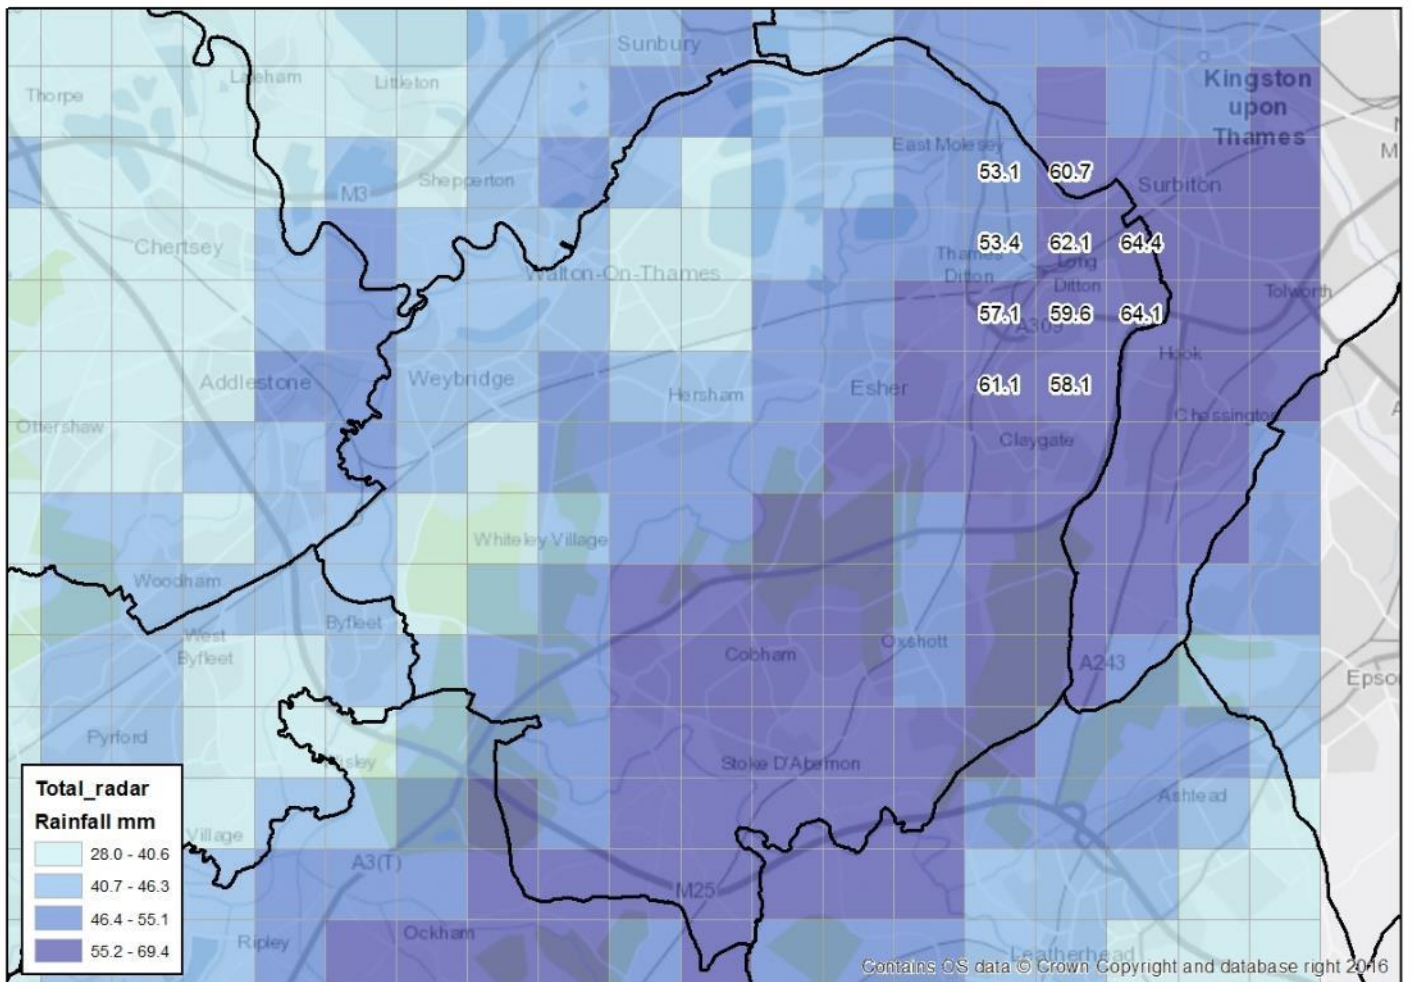 Sunbury
Laleham
Littleton
Thorpe
Kingston
upon
Thames
East Molesey
M3
Shepperton
53.1 60.7
Surbiton
Chertsey
53.4 62.1 64.4
Thames
Ditton
Long
Ditton
Walton-On-Thames
Tolworth
57.1 59.6 64.1
A309
Hook
Addlestone
Weybridge
Hersham
Esher
61.1 58.1
Chessington
Ottershaw
Claygate
Whiteley Village
Woodham
Byfleet
West
Byfleet
Oxshott
Cobham
A243
Epso
Pyrford
Wisley
Stoke D'Abernon
Ashtead
Village
A3(T)
M25
Ripley
Ockham
Leatherhead
Total_radar
Rainfall mm
28.0 - 40.6
40.7 - 46.3
46.4 - 55.1
55.2 - 69.4
Contains OS data © Crown Copyright and database right 2016